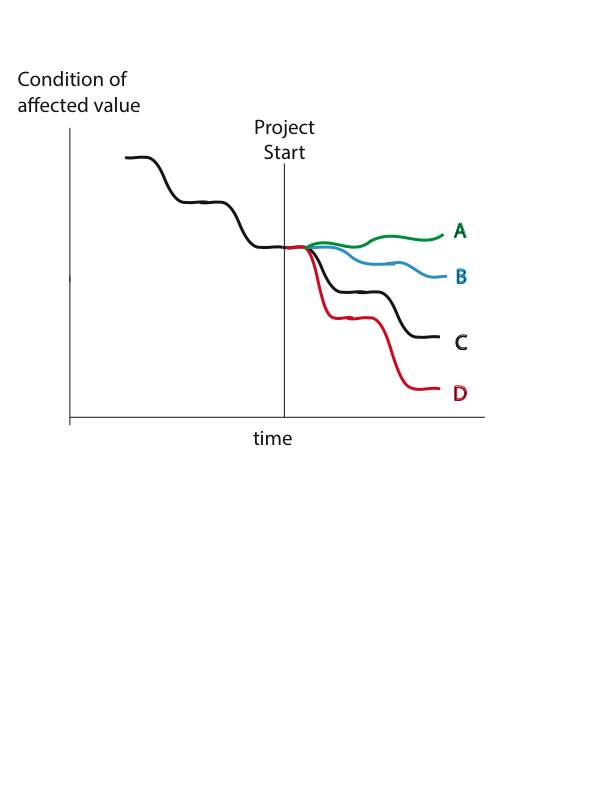 Condition of
affected value
Project
Start
A
B
C
D
time